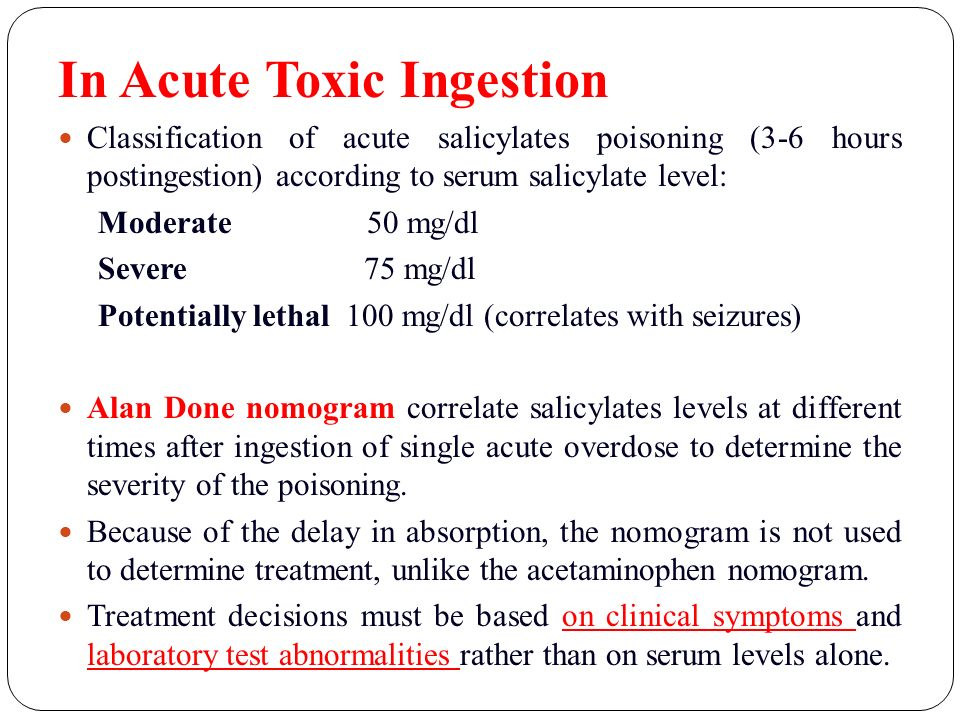 In Acute Toxic Ingestion
Classification of acute salicylates poisoning (3-6 hours
postingestion) according to serum salicylate level:
Moderate 50 mg/dl
Severe 75 mg/dl
Potentially lethal 100 mg/dl (correlates with seizures)
Alan Done nomogram correlate salicylates levels at different
times after ingestion of single acute overdose to determine the
severity of the poisoning.
Because of the delay in absorption, the nomogram is not used
to determine treatment, unlike the acetaminophen nomogram.
Treatment decisions must be based on clinical symptoms and
laboratory test abnormalities rather than on serum levels alone.